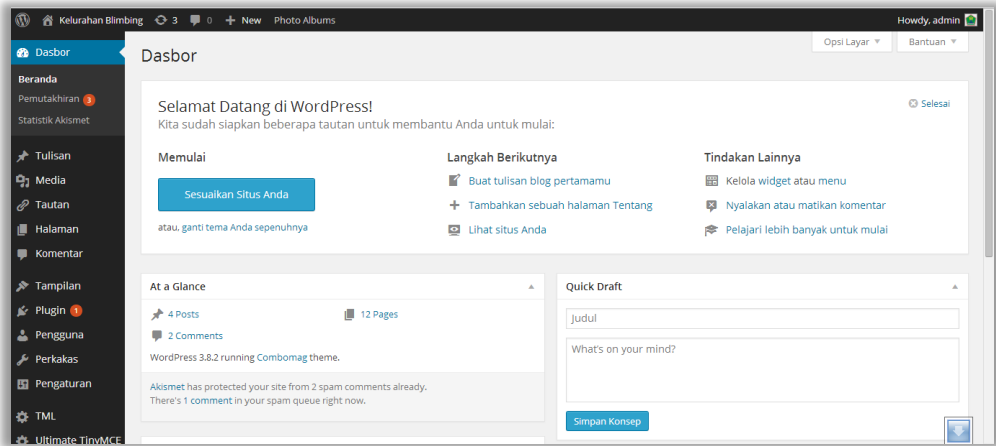 Kelurahan Blimbing 3 0 + New Photo Albums Howdy, admin
Dasbor
Beranda
Pemutakhiran 3
Statistik Akismet
Tulisan
Media
Tautan
Halaman
Komentar
Tampilan
Plugin 1
Pengguna
Perkakas
Pengaturan
TML
Ultimate TinyMCE
Dasbor
Opsi Layar Bantuan
Selamat Datang di WordPress!
Selesai
Kita sudah siapkan beberapa tautan untuk membantu Anda untuk mulai:
Memulai
Sesuaikan Situs Anda
atau, ganti tema Anda sepenuhnya
Langkah Berikutnya
Buat tulisan blog pertamamu
Tambahkan sebuah halaman Tentang
Lihat situs Anda
Tindakan Lainnya
Kelola widget atau menu
Nyalakan atau matikan komentar
Pelajari lebih banyak untuk mulai
At a Glance
4 Posts 12 Pages
2 Comments
WordPress 3.8.2 running Combomag theme.
Akismet has protected your site from 2 spam comments already.
There's 1 comment in your spam queue right now.
Quick Draft
Judul
What's on your mind?
Simpan Konsep